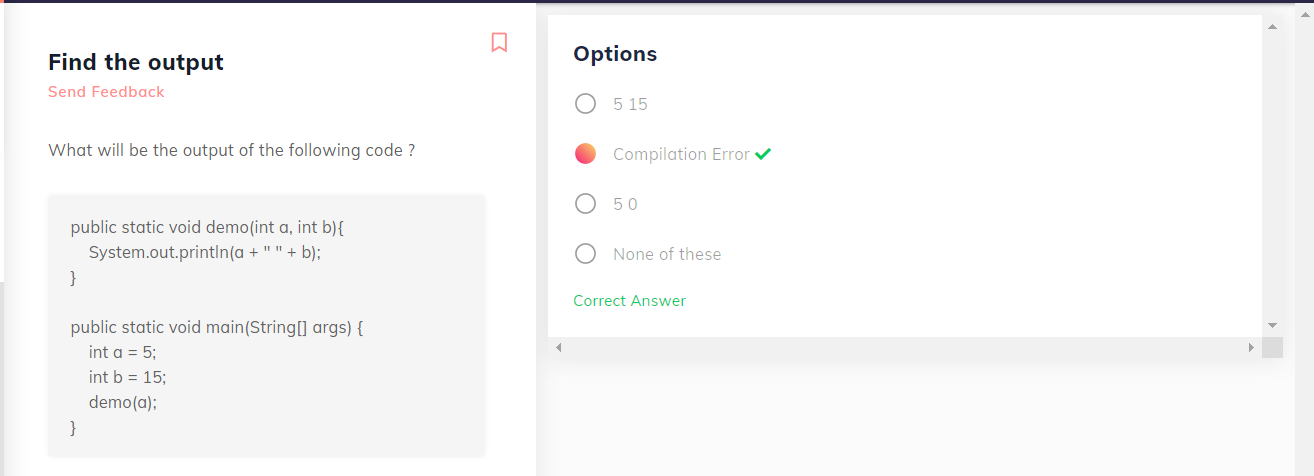 Find the output
Send Feedback
What will be the output of the following code ?
public static void demo(int a, int b){
System.out.println(a + " " + b);
}
public static void main(String[] args) {
int a = 5;
int b = 15;
demo(a);
}
Options
5 15
Compilation Error
5 0
None of these
Correct Answer